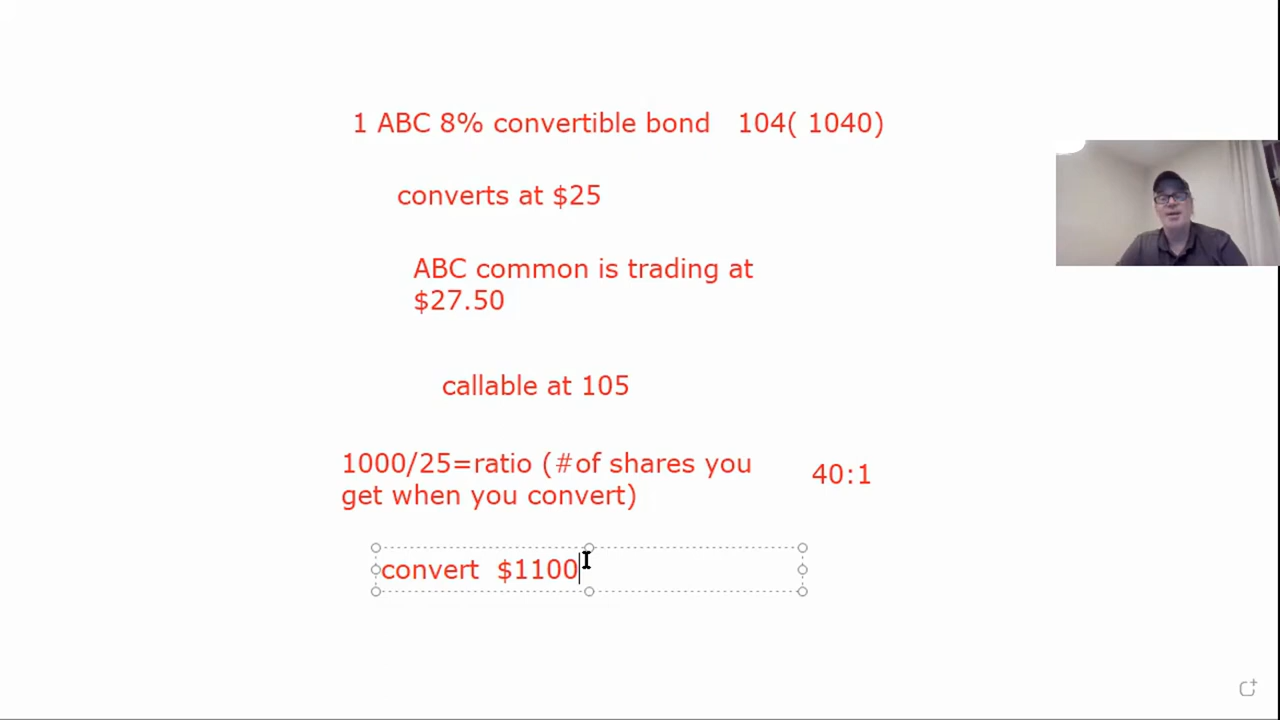 1 ABC 8% convertible bond   104( 1040)
converts at $25
ABC common is trading at
$27.50
callable at 105
1000/25=ratio (#of shares you
get when you convert)
40:1
convert  $1100